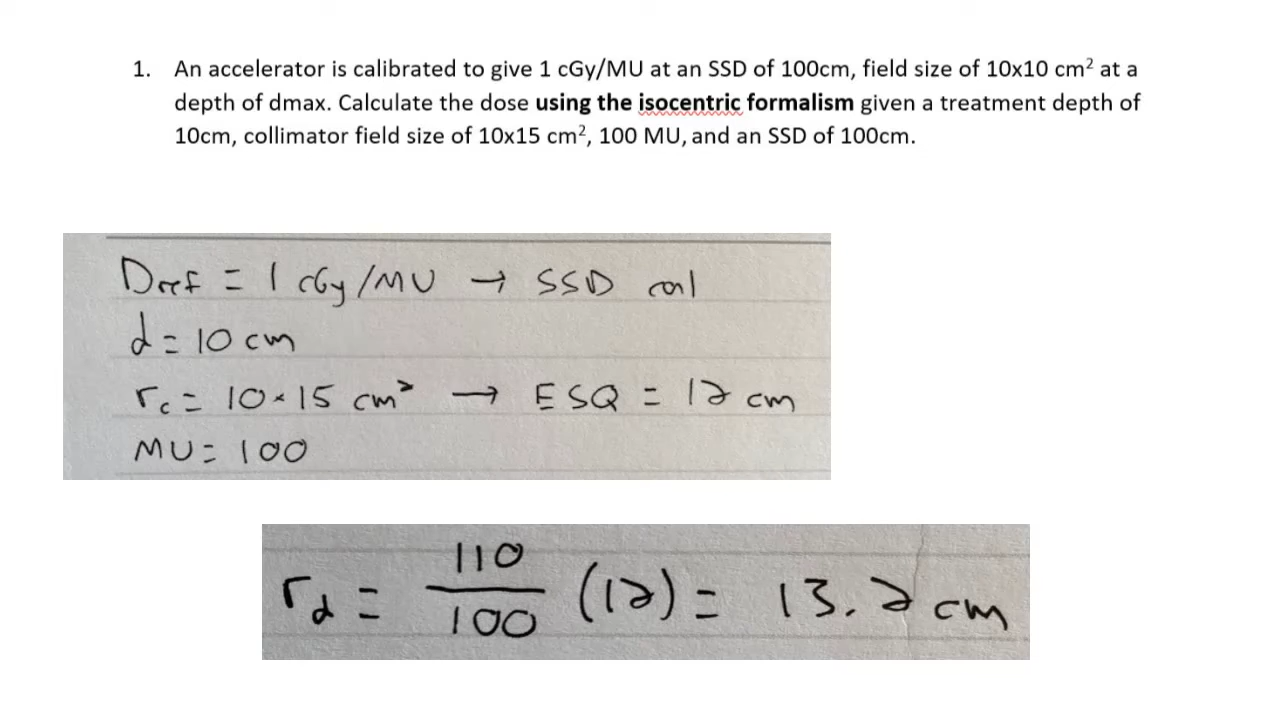 1. An accelerator is calibrated to give 1 cGy/MU at an SSD of 100cm, field size of 10x10 cm² at a
depth of dmax. Calculate the dose using the isocentric formalism given a treatment depth of
10cm, collimator field size of 10x15 cm², 100 MU, and an SSD of 100cm.
Dref = 1 cGy/MU → SSD cal
d = 10 cm
rc = 10×15 cm² → ESQ = 12 cm
MU = 100
rd = 110/100 (12) = 13.2 cm